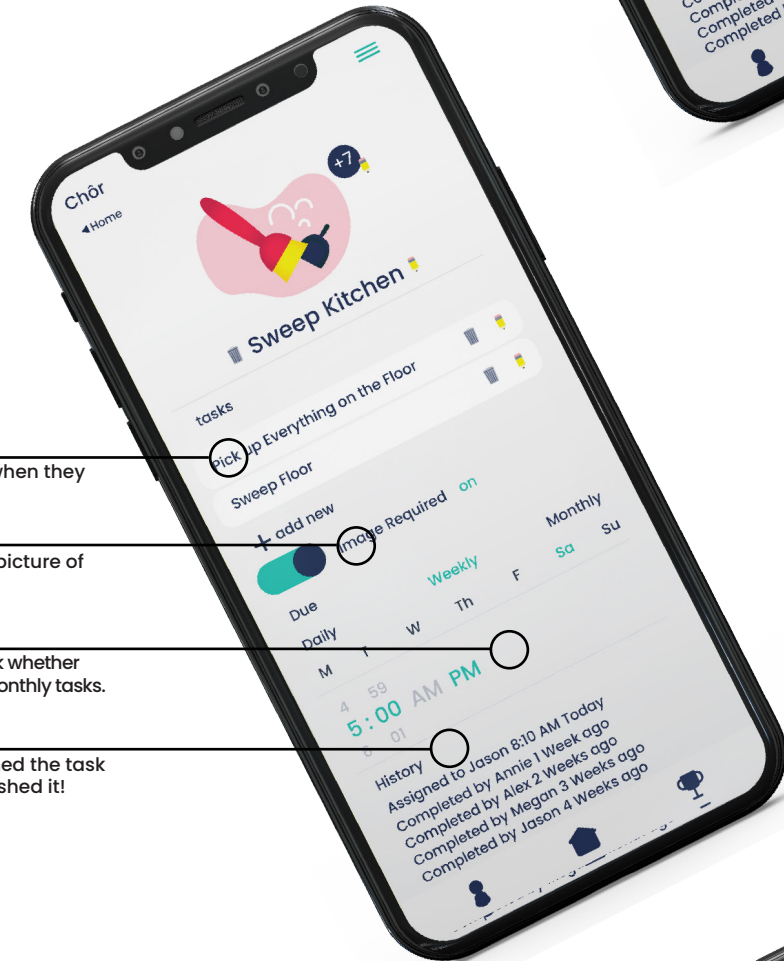 Completed
Completed
Chôr
Home
+7
Sweep Kitchen
tasks
Pick up Everything on the Floor
Sweep Floor
+ add new
Image Required on
Due
Daily Weekly Monthly
M T W Th F Sa Su
4 59
5:00 AM PM
6 01
History
Assigned to Jason 8:10 AM Today
Completed by Annie 1 Week ago
Completed by Alex 2 Weeks ago
Completed by Megan 3 Weeks ago
Completed by Jason 4 Weeks ago
when they
picture of
whether
onthly tasks.
ed the task
shed it!